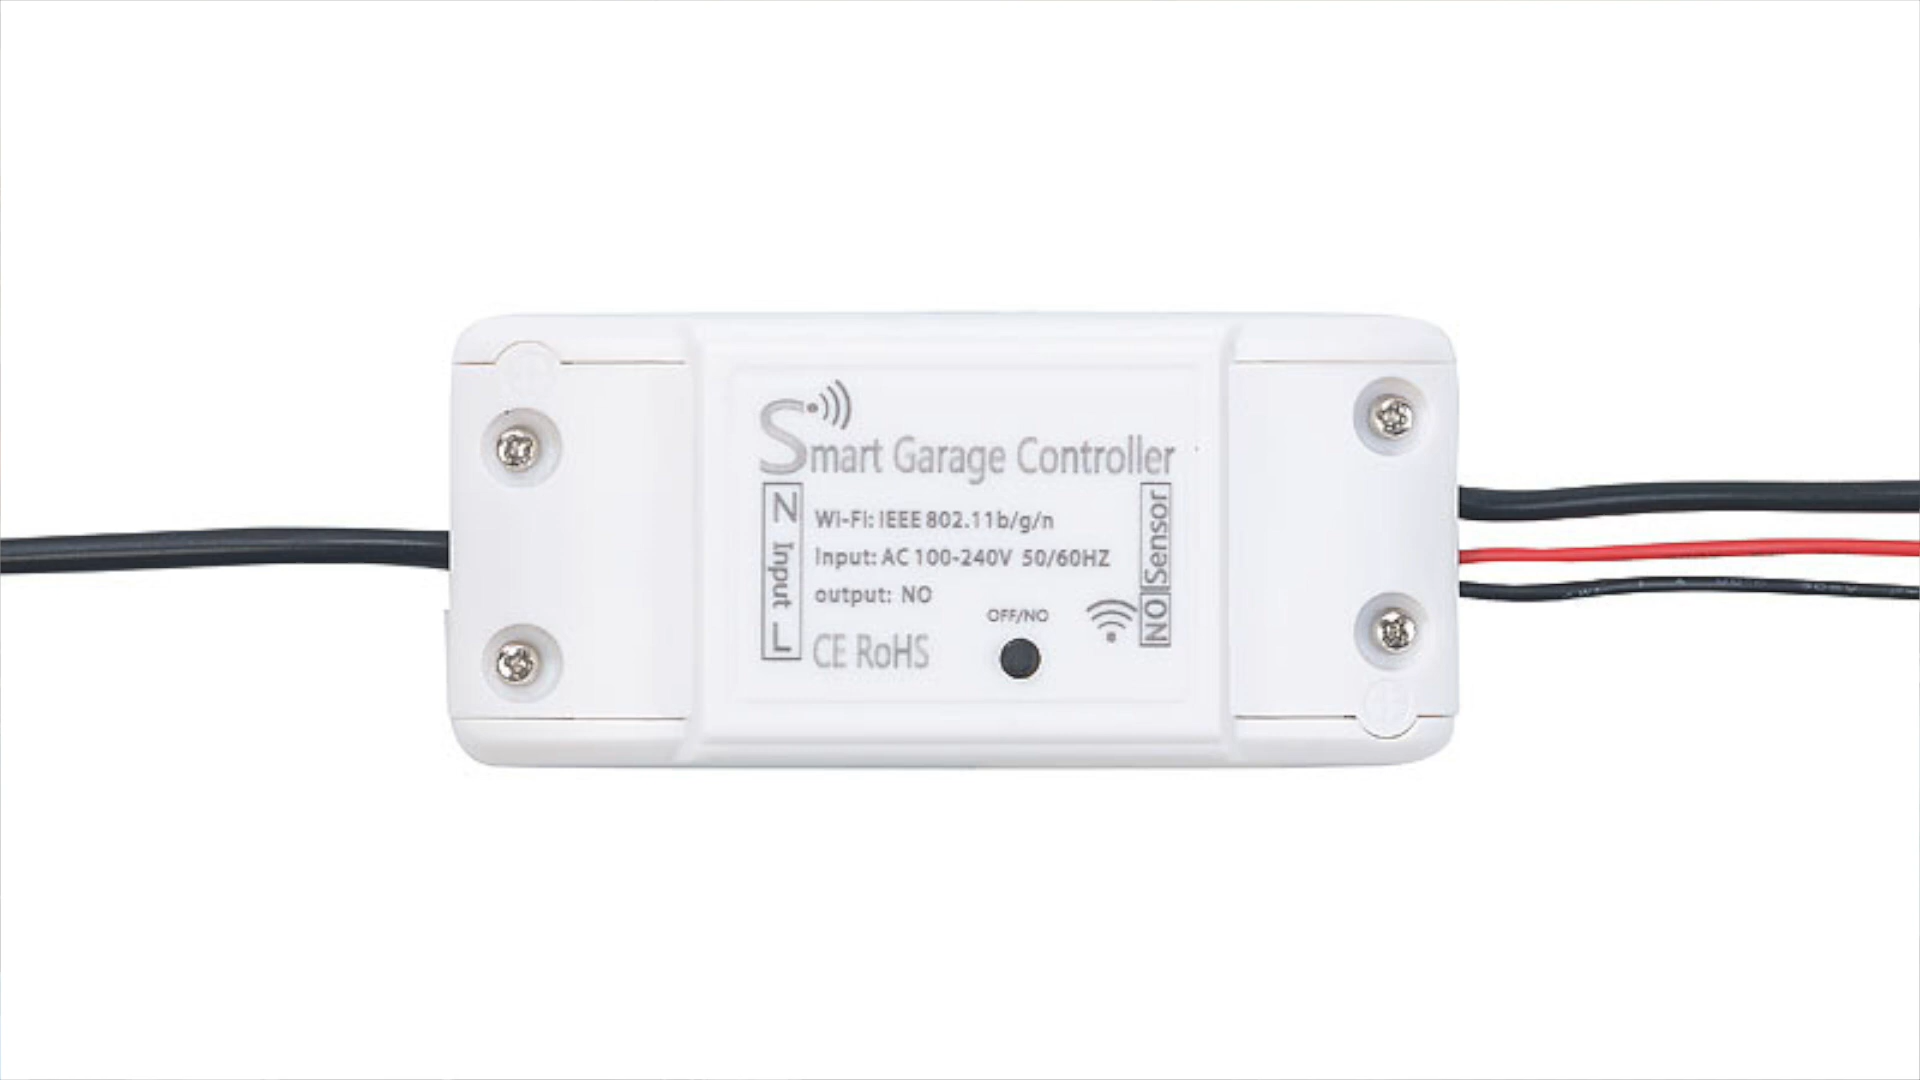 Smart Garage Controller
N Input L
Wi-Fi: IEEE 802.11b/g/n
Input: AC 100-240V 50/60HZ
output: NO
CE RoHS
OFF/NO
NO Sensor